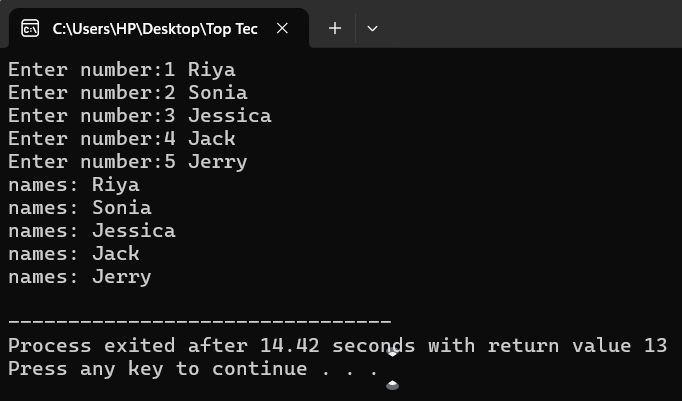 C:\Users\HP\Desktop\Top Tec
Enter number:1 Riya
Enter number:2 Sonia
Enter number:3 Jessica
Enter number:4 Jack
Enter number:5 Jerry
names: Riya
names: Sonia
names: Jessica
names: Jack
names: Jerry
--------------------------------
Process exited after 14.42 seconds with return value 13
Press any key to continue . . .